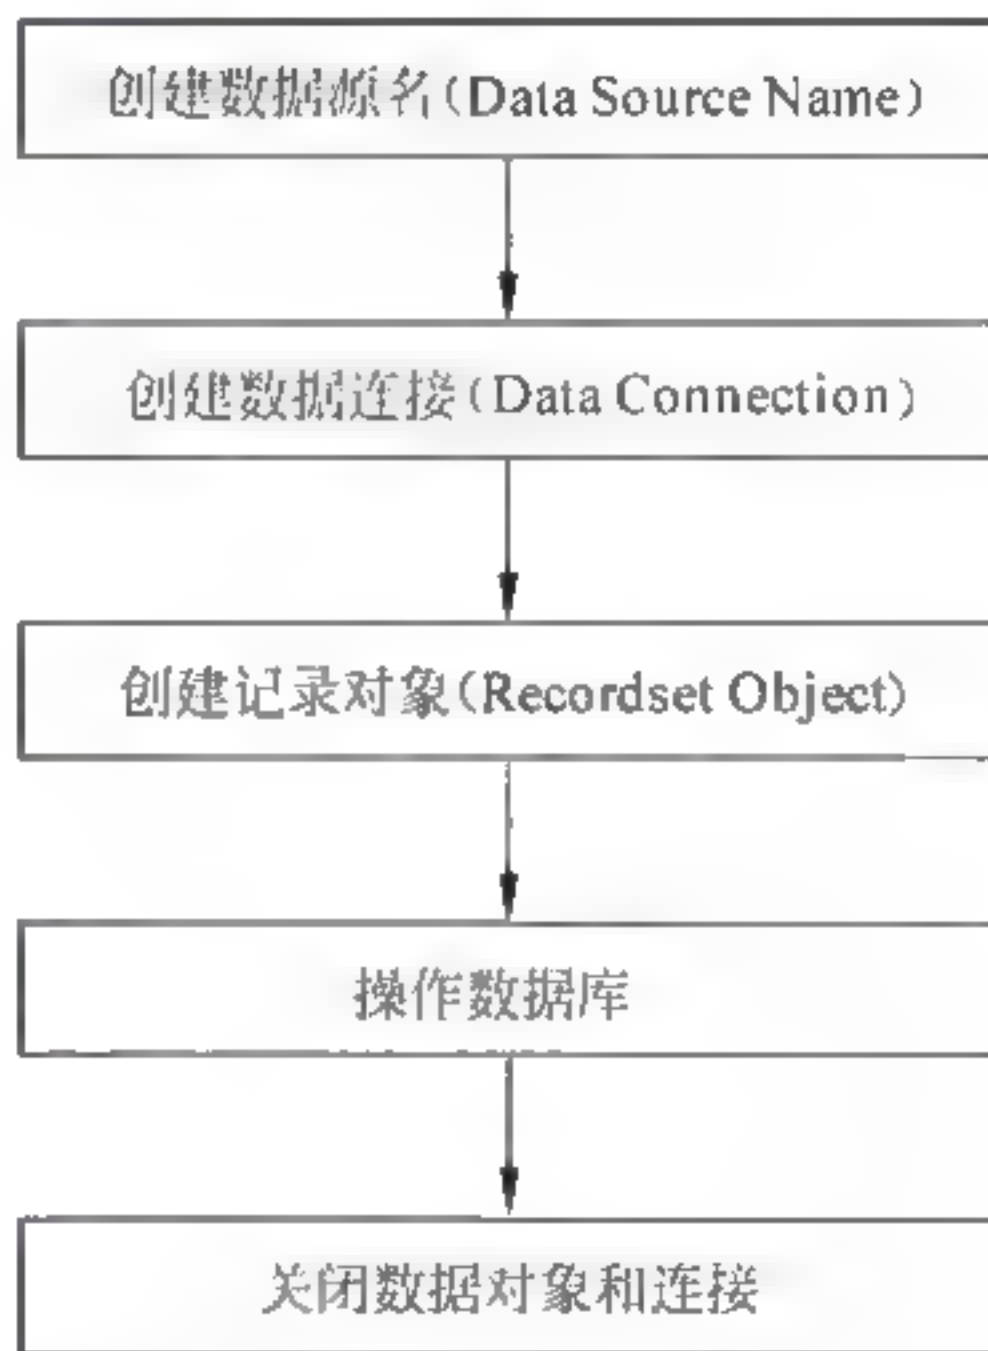 创建数据源名(Data Source Name)
创建数据连接(Data Connection)
创建记录对象(Recordset Object)
操作数据库
关闭数据对象和连接